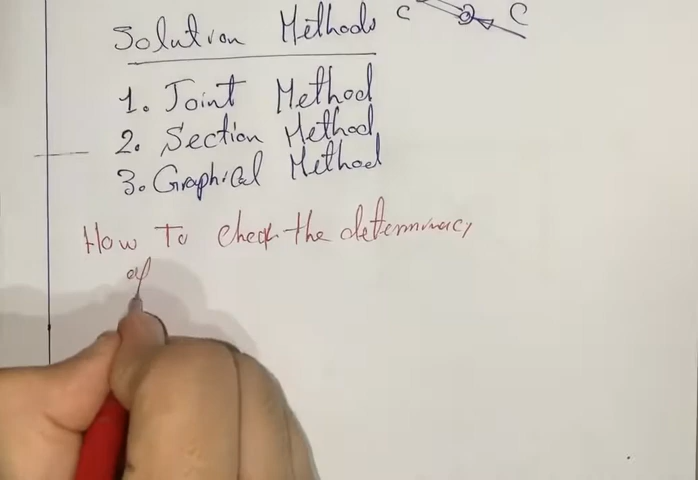 Solution Methods C C
1. Joint Method
2. Section Method
3. Graphical Method
How To check the determinacy
of